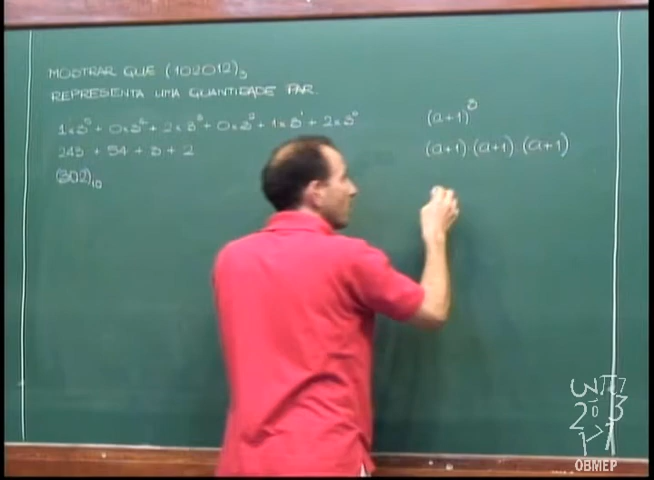 MOSTRAR QUE (102012)₃
REPRESENTA UMA QUANTIDADE PAR.
1×3⁵ + 0×3⁴ + 2×3³ + 0×3² + 1×3¹ + 2×3⁰
243 + 54 + 3 + 2
(302)₁₀
(a+1)³
(a+1)·(a+1)·(a+1)
OBMEP